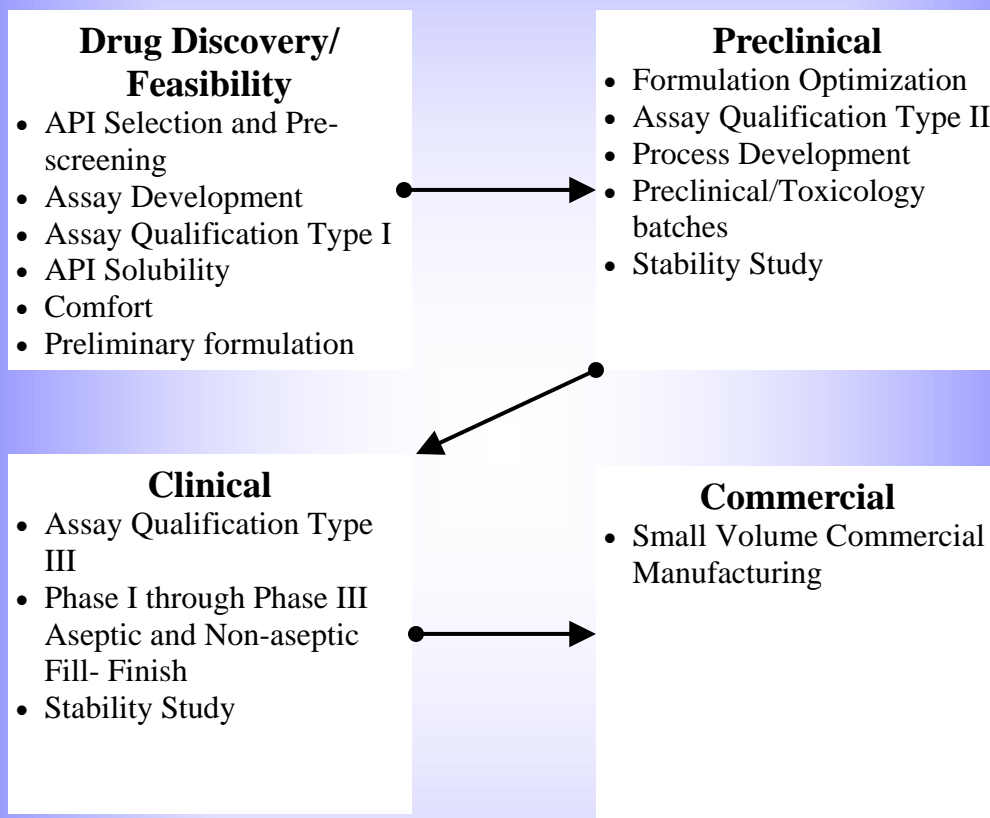 Drug Discovery/
Feasibility
• API Selection and Pre-
screening
• Assay Development
• Assay Qualification Type I
• API Solubility
• Comfort
• Preliminary formulation
Preclinical
• Formulation Optimization
• Assay Qualification Type II
• Process Development
• Preclinical/Toxicology
batches
• Stability Study
Clinical
• Assay Qualification Type
III
• Phase I through Phase III
Aseptic and Non-aseptic
Fill- Finish
• Stability Study
Commercial
• Small Volume Commercial
Manufacturing